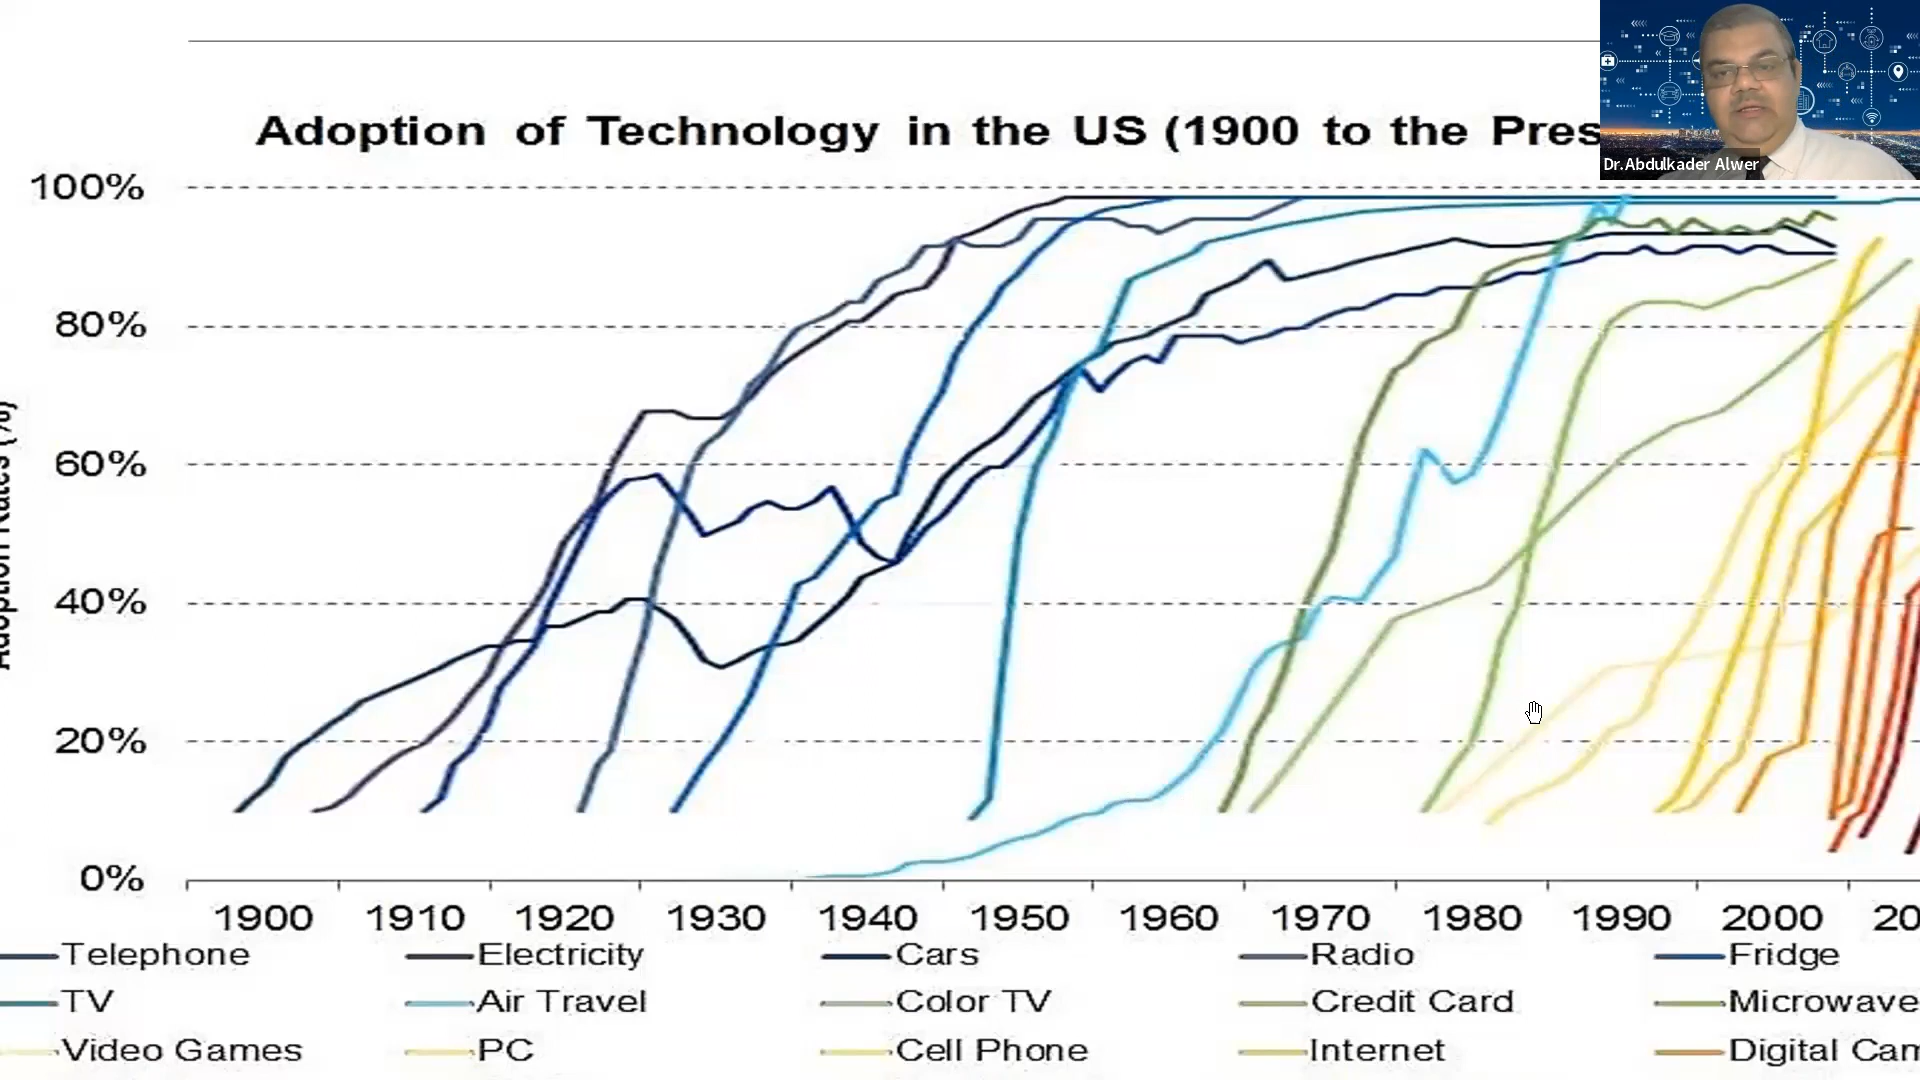 Adoption of Technology in the US (1900 to the Pres
Dr.Abdulkader Alwer
100%
80%
60%
40%
20%
0%
Adoption Rates (%)
1900 1910 1920 1930 1940 1950 1960 1970 1980 1990 2000 20
Telephone Electricity Cars Radio Fridge
TV Air Travel Color TV Credit Card Microwave
Video Games PC Cell Phone Internet Digital Cam